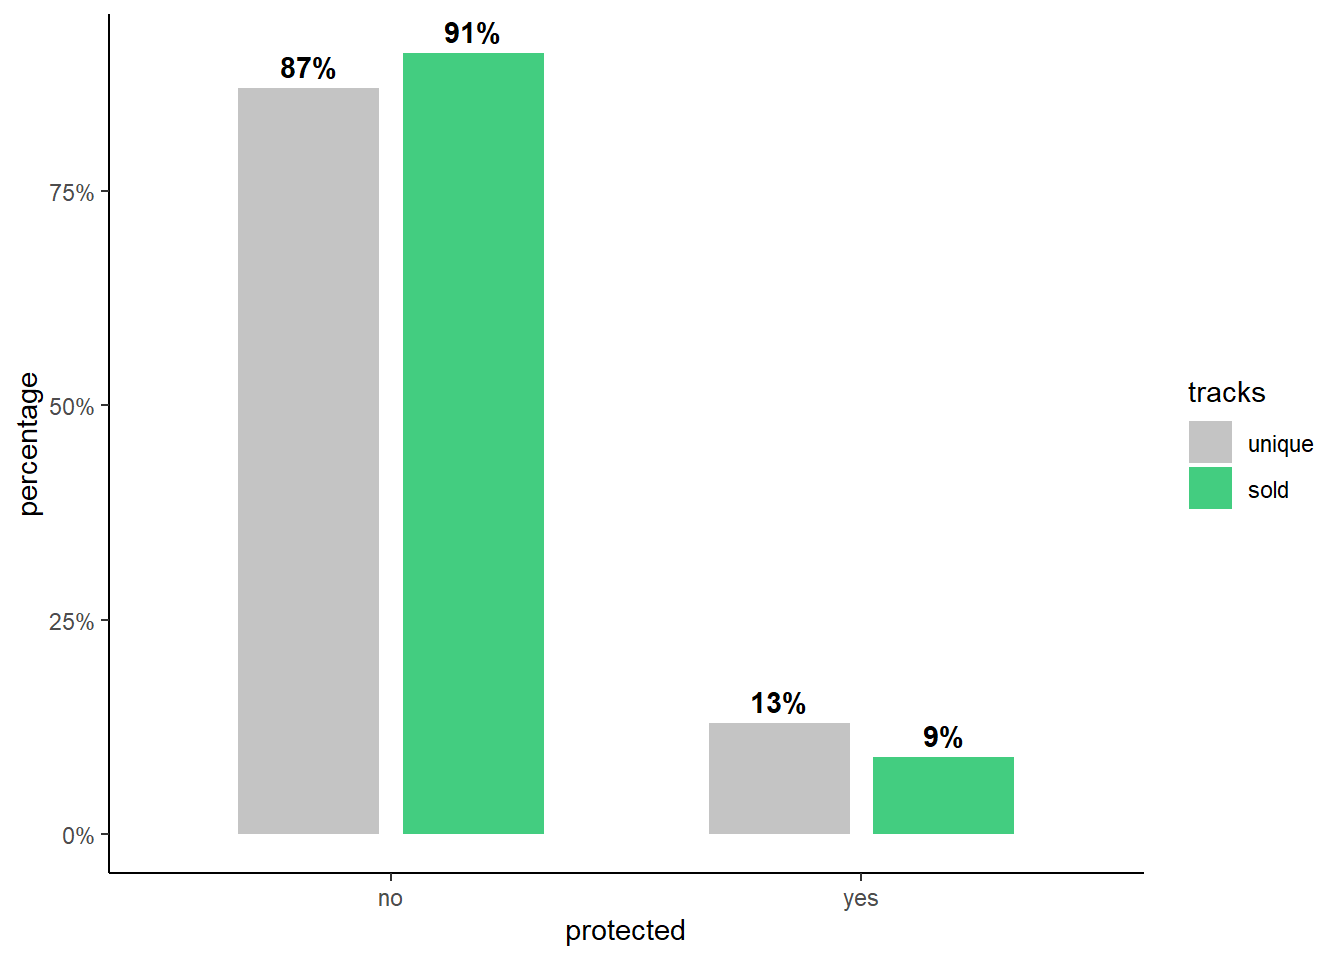 91%
87%
75%
50%
25%
0%
13%
9%
no
yes
protected
percentage
tracks
unique
sold